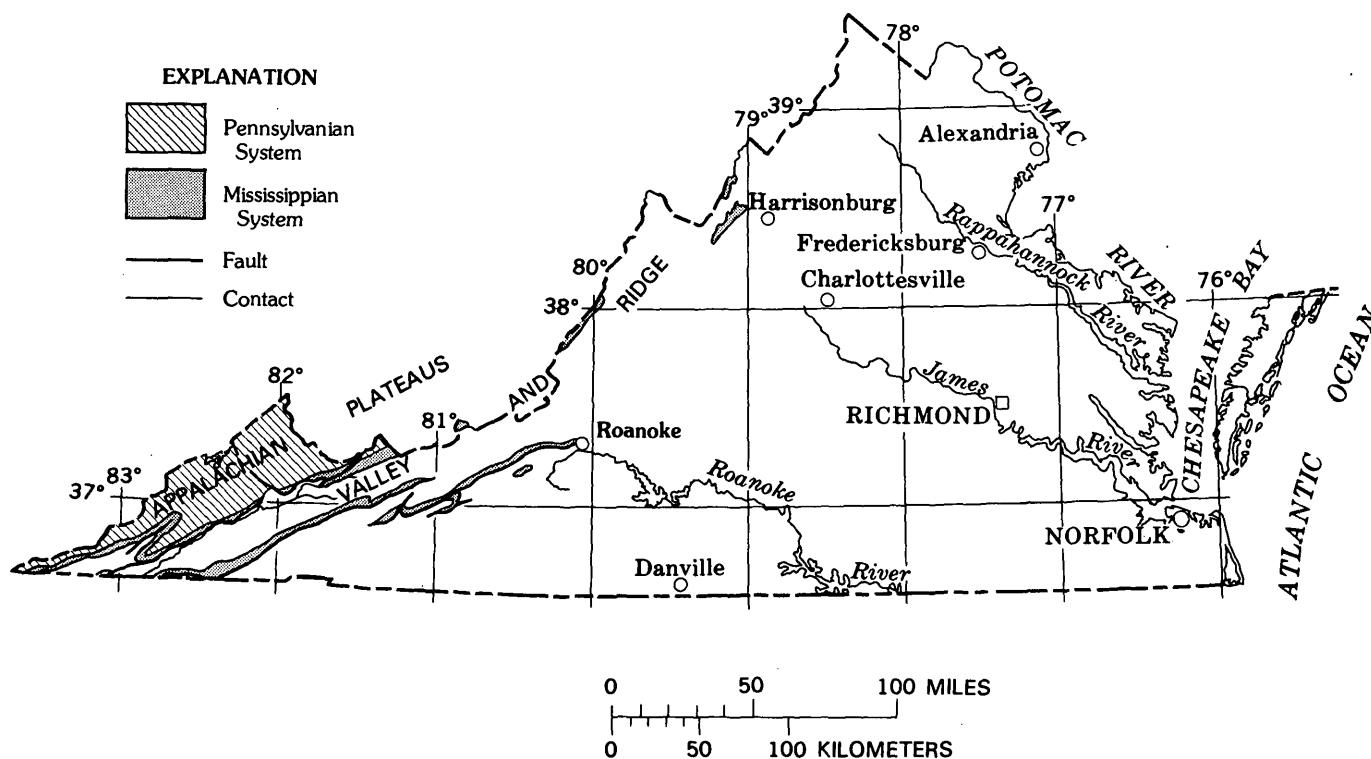 EXPLANATION
Pennsylvanian
System
Mississippian
System
Fault
Contact
78°
POTOMAC
RIVER
79°
39°
Alexandria
Harrisonburg
77°
Rappahannock
River
Fredericksburg
Charlottesville
80°
38°
76°
CHESAPEAKE BAY
ATLANTIC OCEAN
82°
APPALACHIAN PLATEAUS
VALLEY AND RIDGE
81°
James
River
RICHMOND
Roanoke
83°
37°
Roanoke
River
NORFOLK
Danville
0 50 100 MILES
0 50 100 KILOMETERS